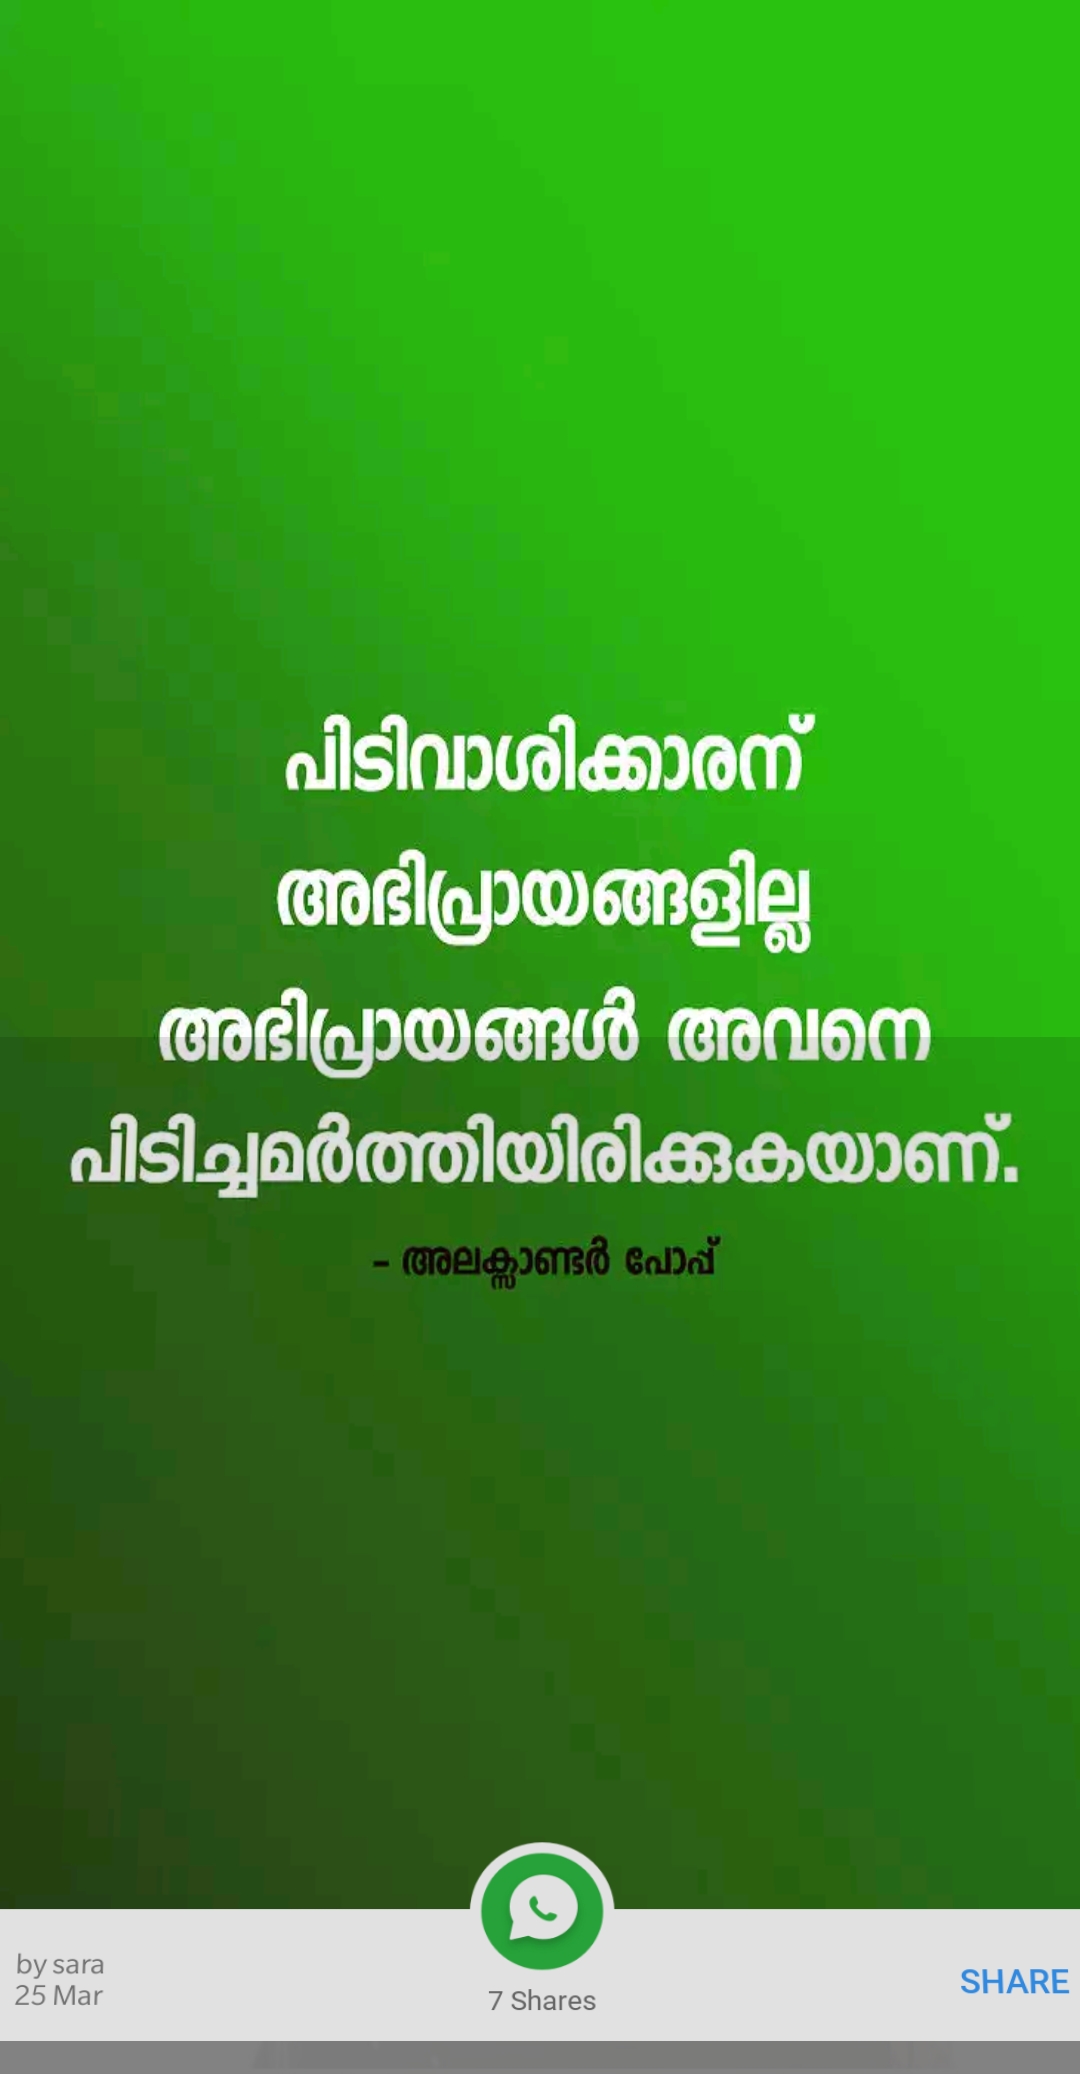 പിടിവാശിക്കാരന്
അഭിപ്രായങ്ങളില്ല
അഭിപ്രായങ്ങൾ അവനെ
പിടിച്ചമർത്തിയിരിക്കുകയാണ്.
- അലക്സാണ്ടർ പോപ്പ്
by sara
25 Mar
7 Shares
SHARE